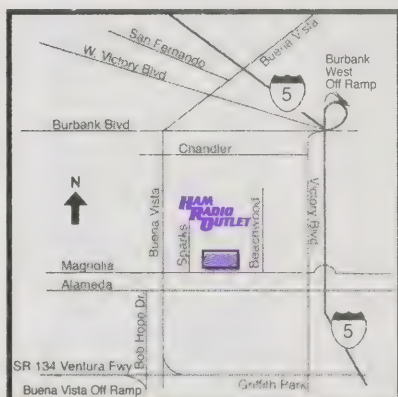 San Fernando
Buena Vista
W. Victory Blvd
5
Burbank
West
Off Ramp
Burbank Blvd
Chandler
N
HAM
RADIO
OUTLET
Buena Vista
Sparks
Beachwood
Victory Blvd
Magnolia
Alameda
Bob Hope Dr.
5
SR 134 Ventura Fwy
Buena Vista Off Ramp
Griffith Park